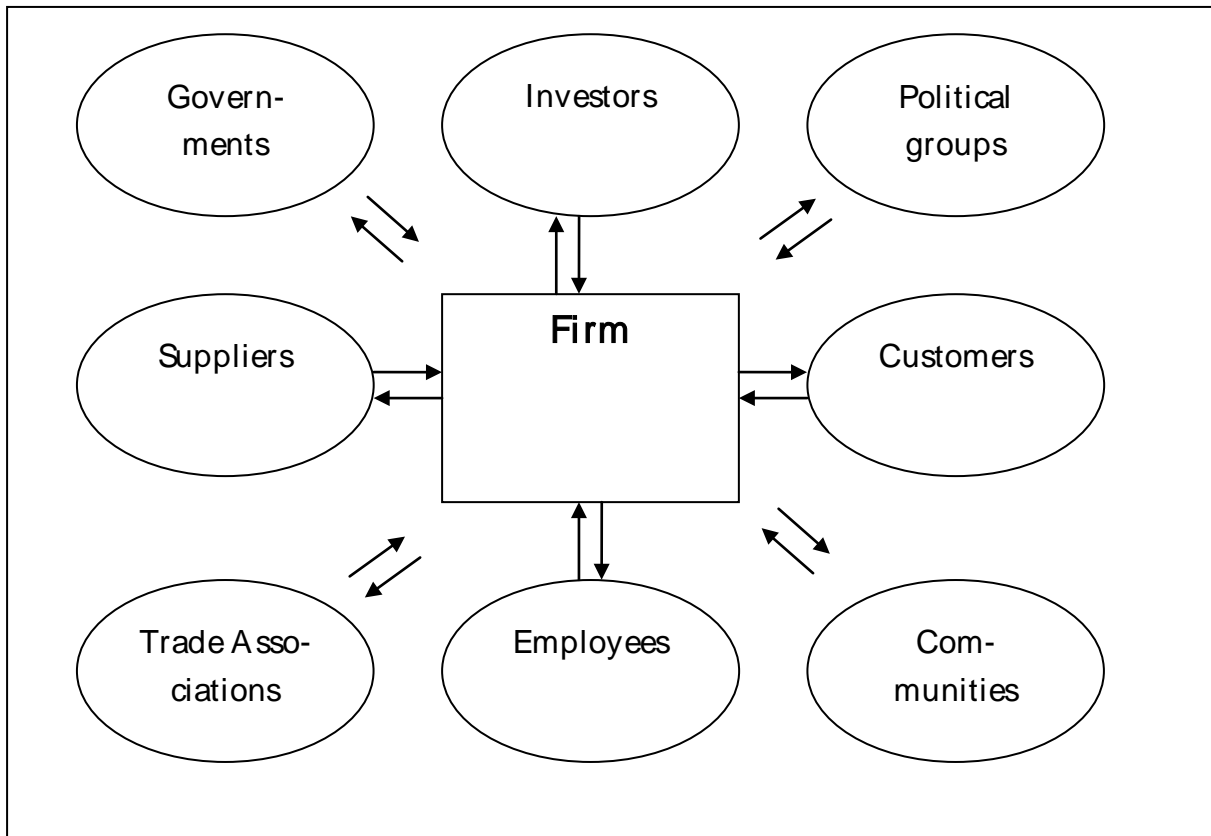 Govern-
ments
Investors
Political
groups
Suppliers
Firm
Customers
Trade Asso-
ciations
Employees
Com-
munities